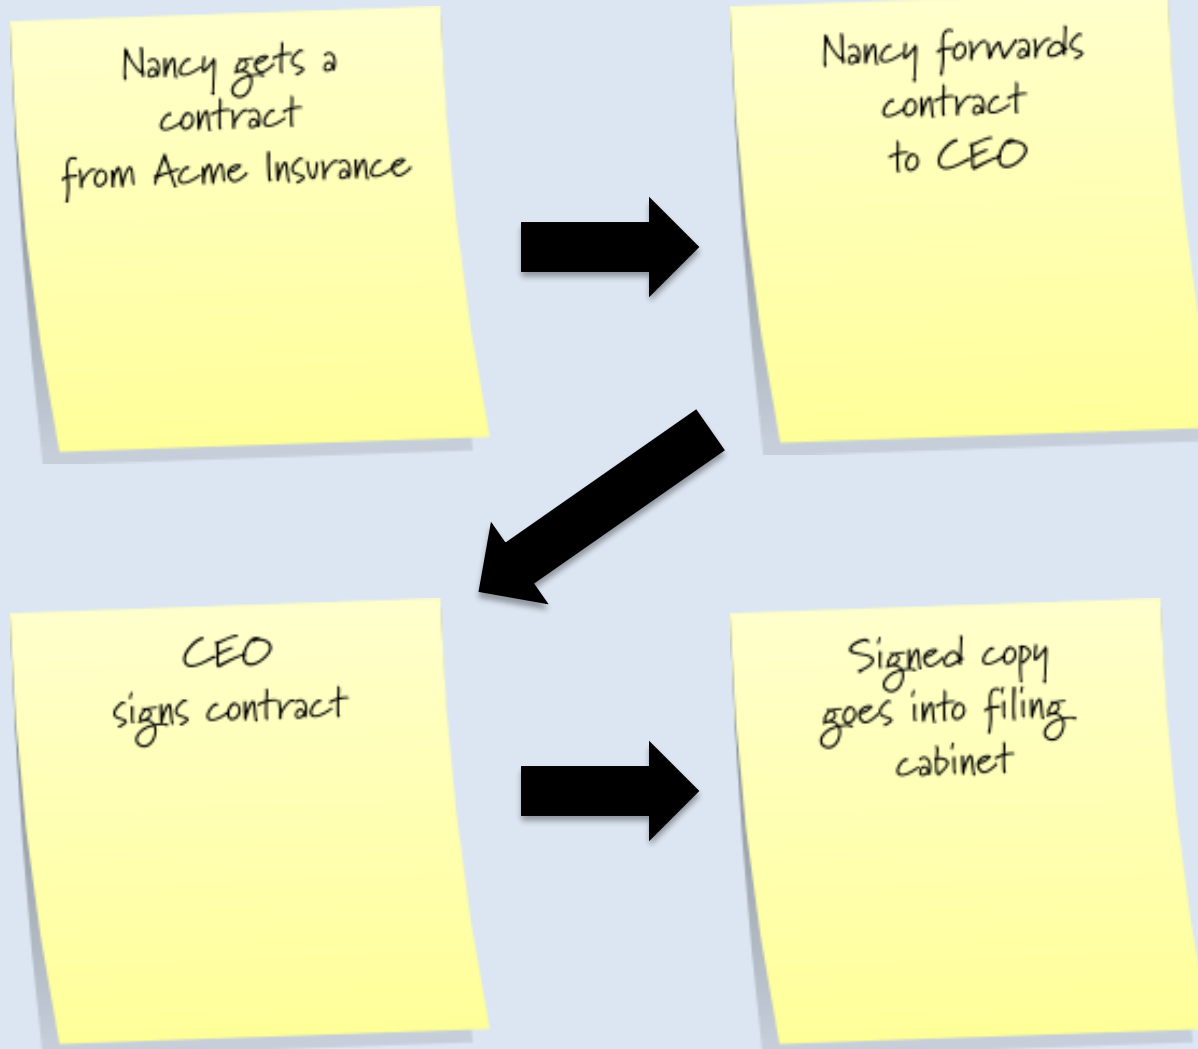 Nancy gets a
contract
from Acme Insurance
Nancy forwards
contract
to CEO
CEO
signs contract
Signed copy
goes into filing
cabinet